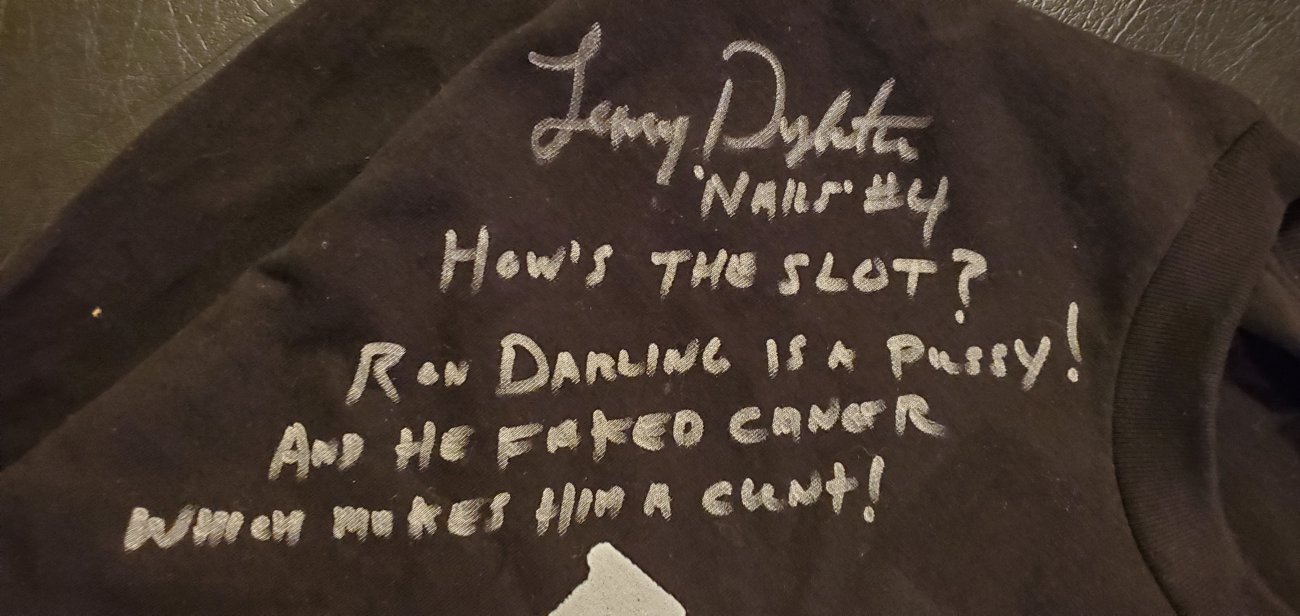 Lenny Dykstra
'NAILS' #4
HOW'S THE SLOT?
RON DARLING IS A PUSSY!
AND HE FAKED CANCER
WHICH MAKES HIM A CUNT!